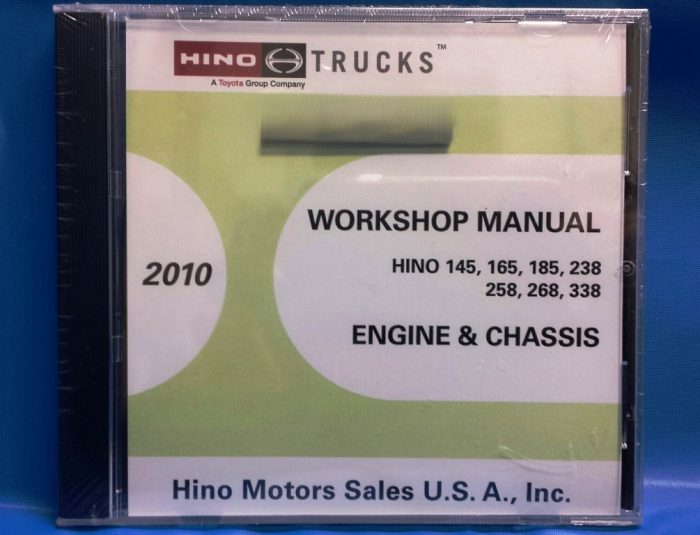 HINO TRUCKS™
A Toyota Group Company
WORKSHOP MANUAL
HINO 145, 165, 185, 238
258, 268, 338
2010
ENGINE & CHASSIS
Hino Motors Sales U.S.A., Inc.